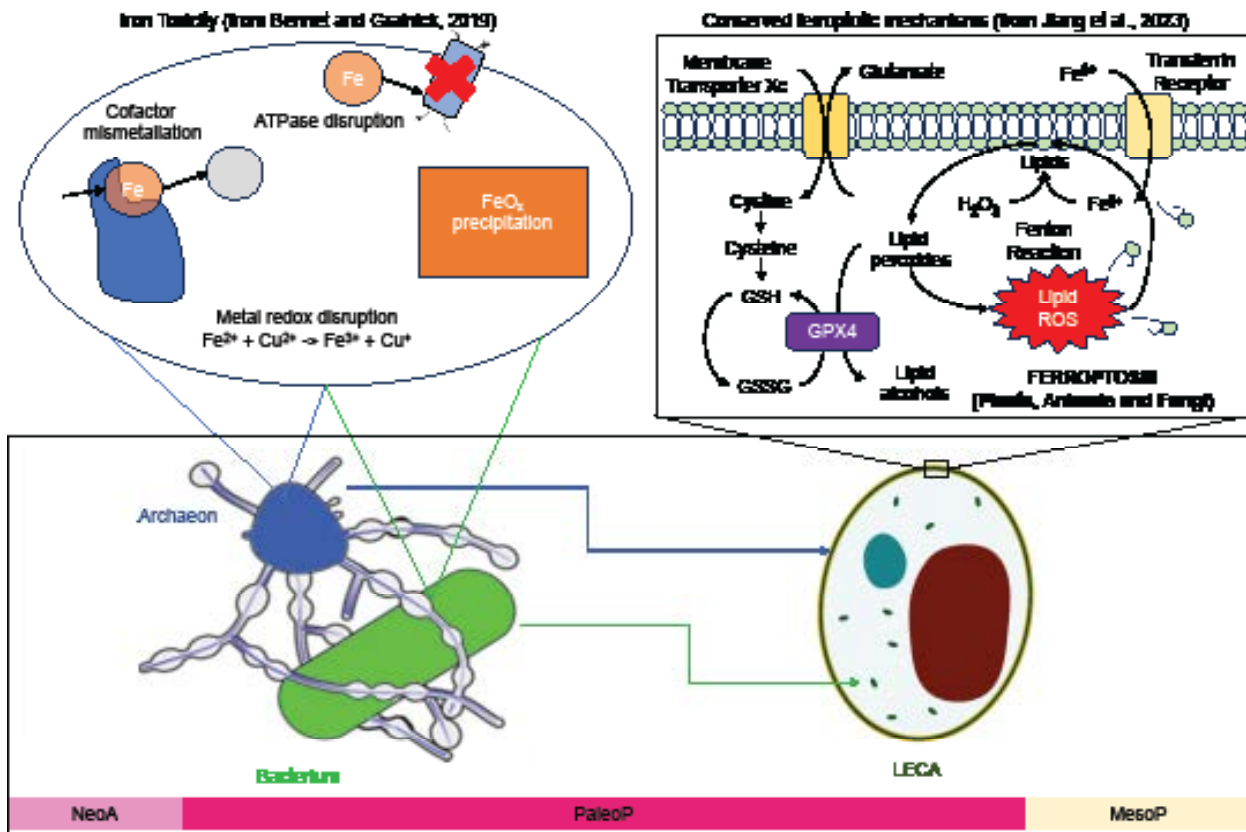 Iron Toxicity (from Bennet and Gralnick, 2019)
Conserved ferroptotic mechanisms (from Jiang et al., 2023)
Fe
ATPase disruption
Cofactor
mismetallation
Fe
FeOₓ
precipitation
Metal redox disruption
Fe²⁺ + Cu²⁺ -> Fe³⁺ + Cu⁺
Membrane
Transporter Xc
Glutamate
Transferrin
Receptor
Lipids
Cystine
H₂O₂
Fenton
Reaction
Cysteine
Lipid
peroxides
GSH
GPX4
Lipid
ROS
GSSG
Lipid
alcohols
FERROPTOSIS
(Plants, Animals and Fungi)
Archaeon
Bacterium
LECA
NeoA
PaleoP
MesoP